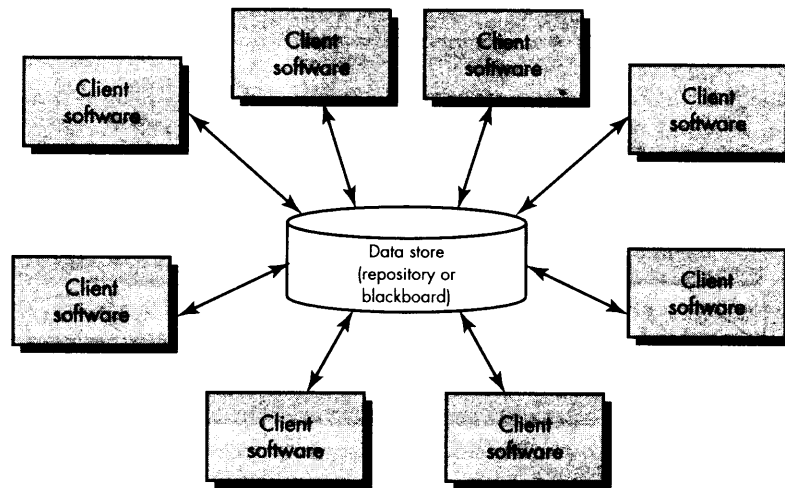 Client
software
Client
software
Client
software
Client
software
Data store
(repository or
blackboard)
Client
software
Client
software
Client
software
Client
software